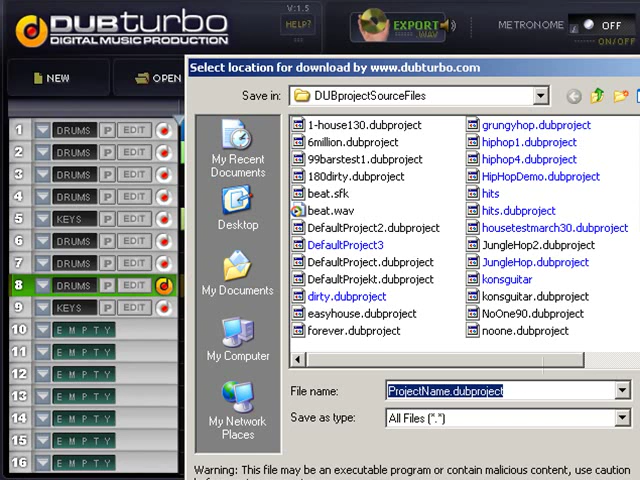 DUBturbo
DIGITAL MUSIC PRODUCTION
V:1.5
HELP?
EXPORT
.WAV
METRONOME
OFF
ON/OFF
NEW
OPEN
Select location for download by www.dubturbo.com
Save in:
DUBprojectSourceFiles
My Recent
Documents
Desktop
My Documents
My Computer
My Network
Places
1-house130.dubproject
6million.dubproject
99barstest1.dubproject
180dirty.dubproject
beat.sfk
beat.wav
DefaultProject2.dubproject
DefaultProject3
DefaultProjekt.dubproject
dirty.dubproject
easyhouse.dubproject
forever.dubproject
grungyhop.dubproject
hiphop1.dubproject
hiphop4.dubproject
HipHopDemo.dubproject
hits
hits.dubproject
housetestmarch30.dubproject
JungleHop2.dubproject
JungleHop.dubproject
konsguitar
konsguitar.dubproject
NoOne90.dubproject
noone.dubproject
File name:
ProjectName.dubproject
Save as type:
All Files (*.*)
Warning: This file may be an executable program or contain malicious content, use caution
1 DRUMS P EDIT
2 DRUMS P EDIT
3 DRUMS P EDIT
4 DRUMS P EDIT
5 KEYS P EDIT
6 DRUMS P EDIT
7 DRUMS P EDIT
8 DRUMS P EDIT
9 KEYS P EDIT
10 EMPTY
11 EMPTY
12 EMPTY
13 EMPTY
14 EMPTY
15 EMPTY
16 EMPTY